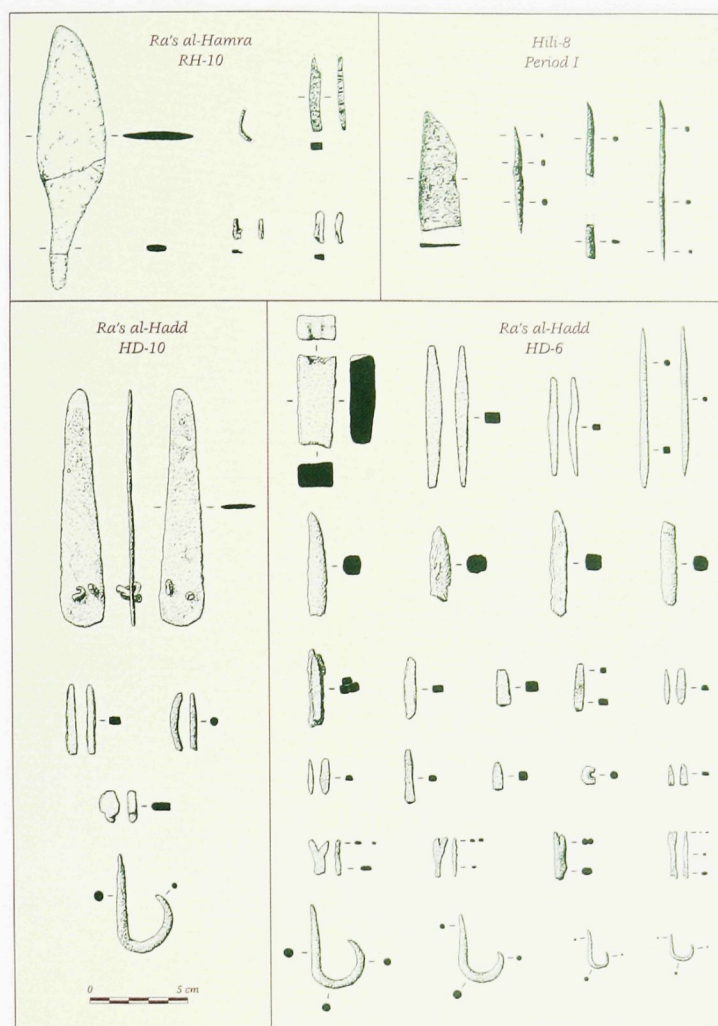 Ra's al-Hamra
RH-10
Hili-8
Period I
Ra's al-Hadd
HD-10
Ra's al-Hadd
HD-6
0 5 cm